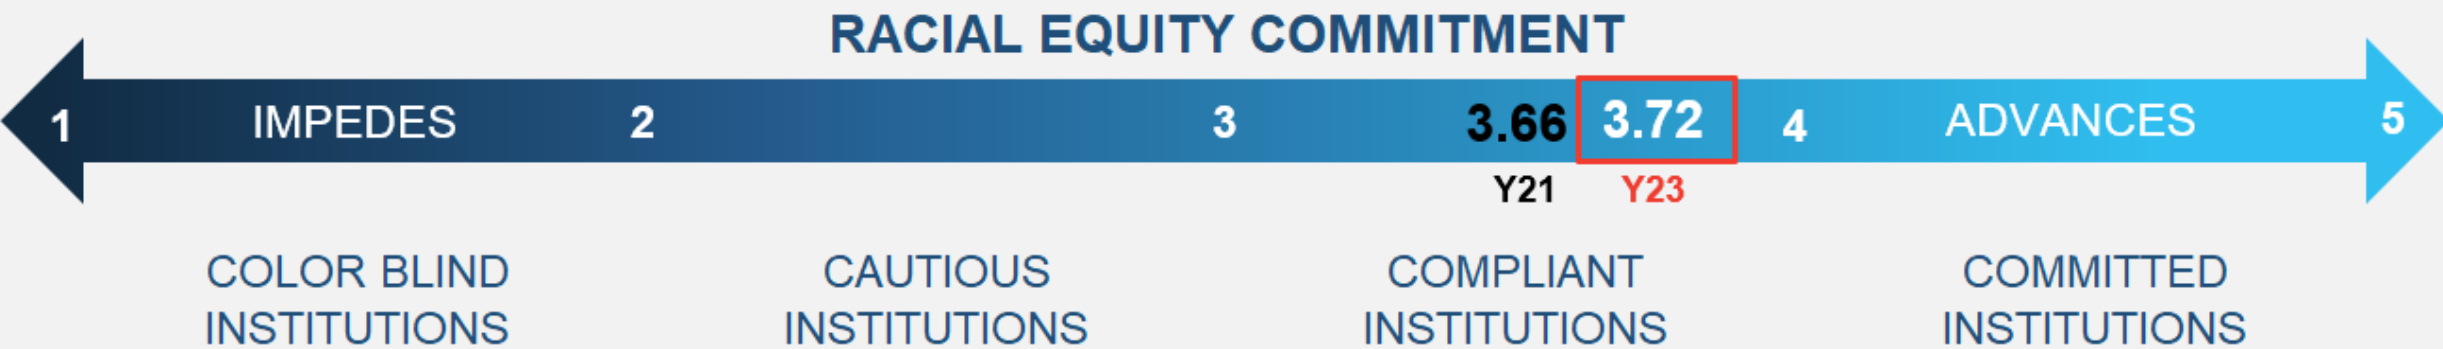 RACIAL EQUITY COMMITMENT
1 IMPEDES 2 3 3.66 3.72 4 ADVANCES 5
Y21 Y23
COLOR BLIND CAUTIOUS COMPLIANT COMMITTED
INSTITUTIONS INSTITUTIONS INSTITUTIONS INSTITUTIONS